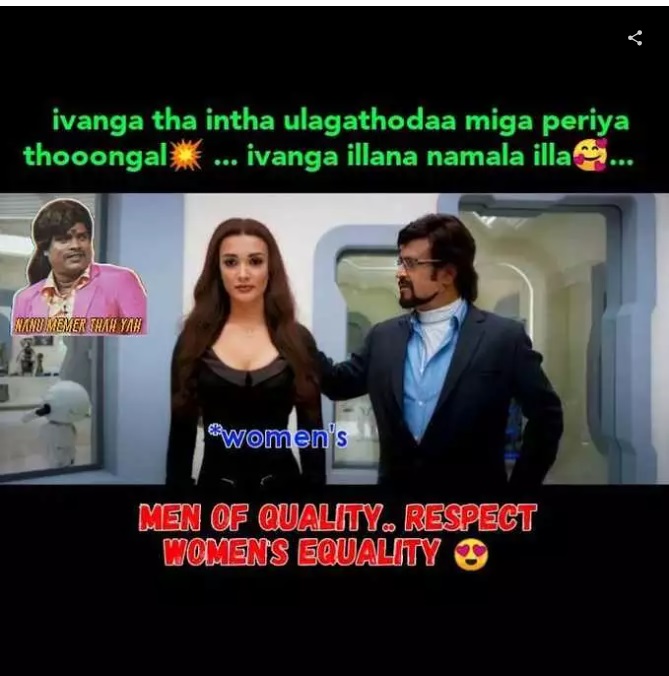 ivanga tha intha ulagathodaa miga periya
thooongal💥 ... ivanga illana namala illa🥰...
NANU MEMER THAH YAH
*women's
MEN OF QUALITY.. RESPECT
WOMEN'S EQUALITY 😍